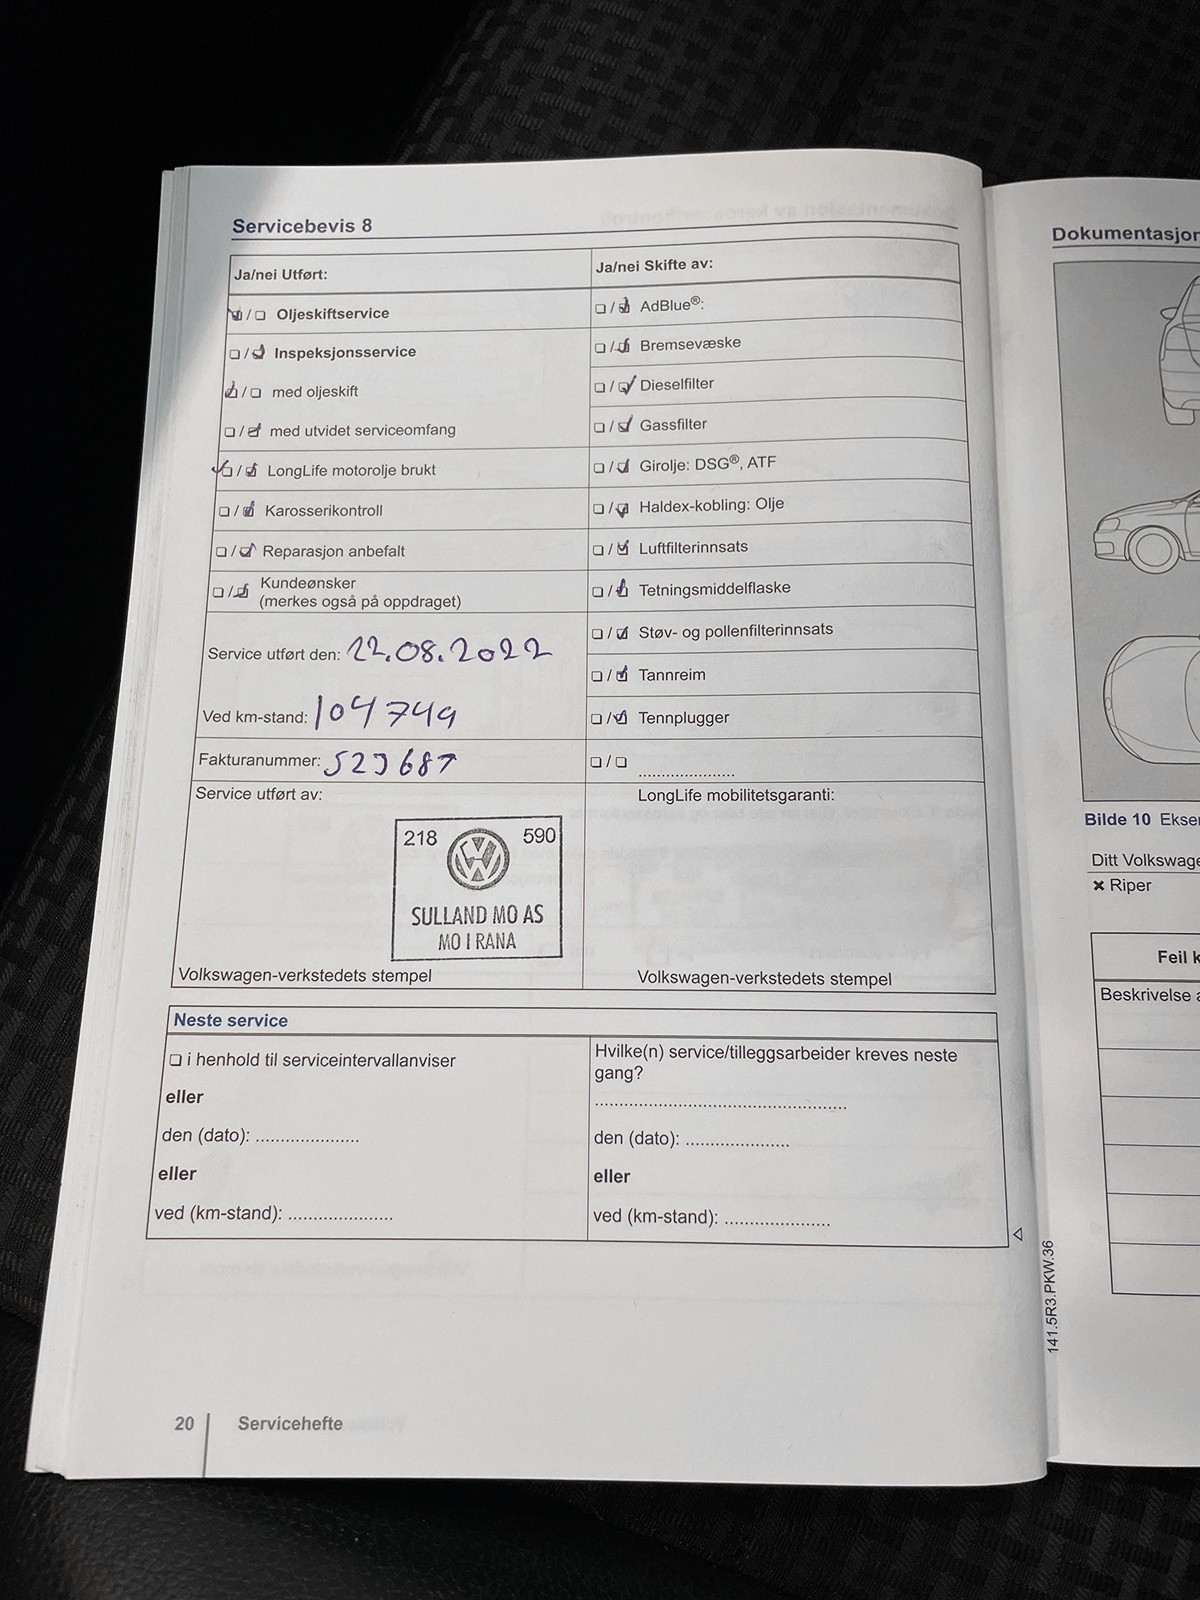 Servicebevis 8
Ja/nei Utført:
☑ / ☐ Oljeskiftservice
☐ / ☑ Inspeksjonsservice
☑ / ☐ med oljeskift
☐ / ☑ med utvidet serviceomfang
☑ / ☑ LongLife motorolje brukt
☐ / ☑ Karosserikontroll
☐ / ☑ Reparasjon anbefalt
☐ / ☑ Kundeønsker
(merkes også på oppdraget)
Service utført den: 22.08.2022
Ved km-stand: 104749
Fakturanummer: 523687
Service utført av:
218 590
SULLAND MO AS
MO I RANA
Volkswagen-verkstedets stempel
Ja/nei Skifte av:
☐ / ☑ AdBlue®:
☐ / ☑ Bremsevæske
☐ / ☑ Dieselfilter
☐ / ☑ Gassfilter
☐ / ☑ Girolje: DSG®, ATF
☐ / ☑ Haldex-kobling: Olje
☐ / ☑ Luftfilterinnsats
☐ / ☑ Tetningsmiddelflaske
☐ / ☑ Støv- og pollenfilterinnsats
☐ / ☑ Tannreim
☐ / ☑ Tennplugger
☐ / ☐ .....................
LongLife mobilitetsgaranti:
Volkswagen-verkstedets stempel
Neste service
☐ i henhold til serviceintervallanviser
eller
den (dato): .....................
eller
ved (km-stand): .....................
Hvilke(n) service/tilleggsarbeider kreves neste
gang?
..................................................
den (dato): .....................
eller
ved (km-stand): .....................
20 Servicehefte
141.5R3.PKW.36
Dokumentasjon
Bilde 10 Ekse
Ditt Volkswage
✖ Riper
Feil k
Beskrivelse a